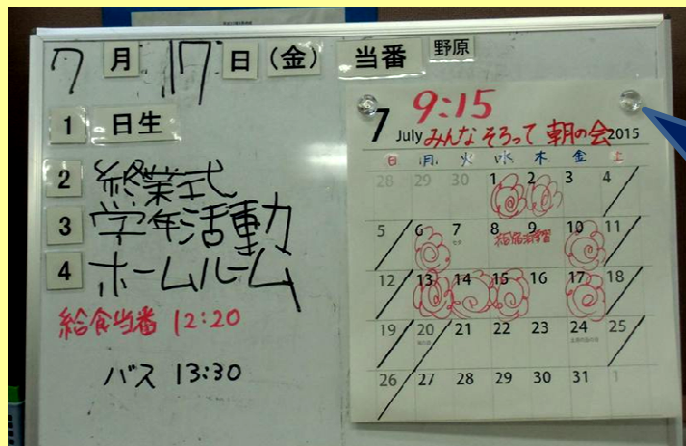 7月17日(金) 当番 野原
1 日生
2 終業式
3 学年活動
4 ホームルーム
給食当番 12:20
バス 13:30
9:15
みんなそろって 朝の会
7 July 2015
日 月 火 水 木 金 土
28 29 30 1 2 3 4
5 6 7 8 9 10 11
12 13 14 15 16 17 18
19 20 21 22 23 24 25
26 27 28 29 30 31 1